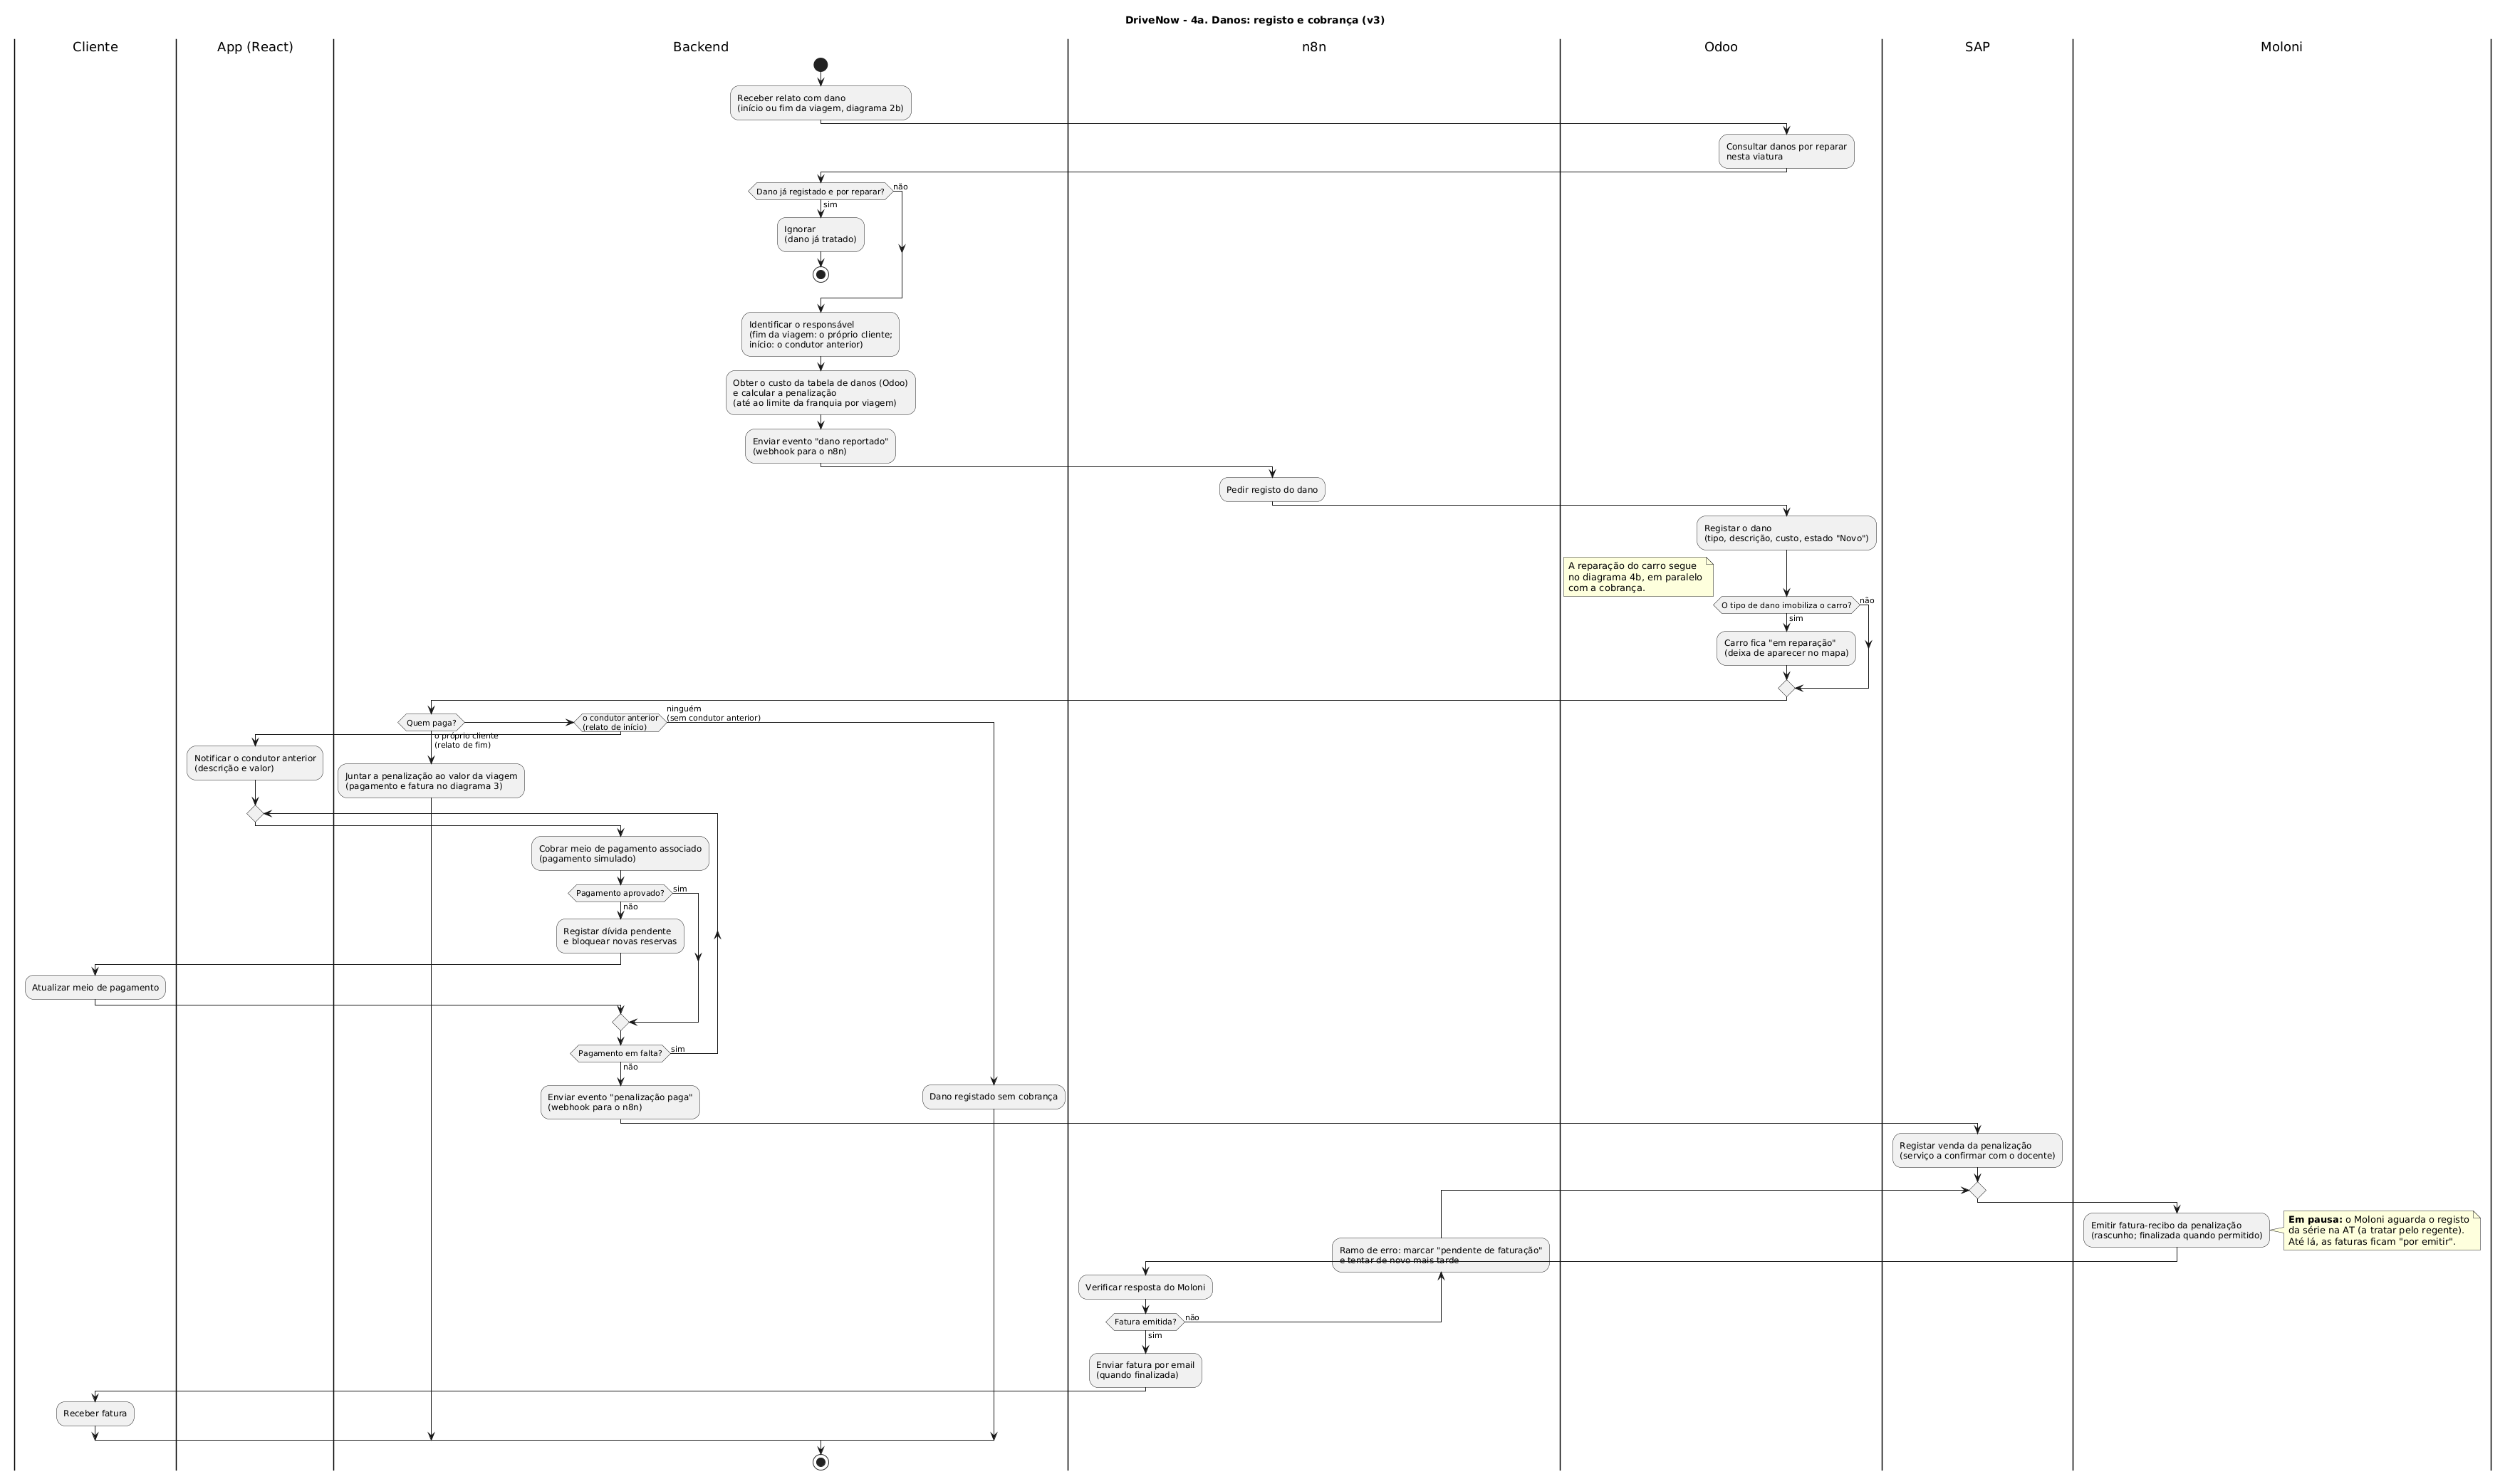 DriveNow - 4a. Danos: registo e cobrança (v3)
Cliente
App (React)
Backend
n8n
Odoo
SAP
Moloni
Receber relato com dano
(início ou fim da viagem, diagrama 2b)
Consultar danos por reparar
nesta viatura
Dano já registado e por reparar?
não
sim
Ignorar
(dano já tratado)
Identificar o responsável
(fim da viagem: o próprio cliente;
início: o condutor anterior)
Obter o custo da tabela de danos (Odoo)
e calcular a penalização
(até ao limite da franquia por viagem)
Enviar evento "dano reportado"
(webhook para o n8n)
Pedir registo do dano
Registar o dano
(tipo, descrição, custo, estado "Novo")
A reparação do carro segue
no diagrama 4b, em paralelo
com a cobrança.
O tipo de dano imobiliza o carro?
não
sim
Carro fica "em reparação"
(deixa de aparecer no mapa)
Quem paga?
o próprio cliente
(relato de fim)
o condutor anterior
(relato de início)
ninguém
(sem condutor anterior)
Notificar o condutor anterior
(descrição e valor)
Juntar a penalização ao valor da viagem
(pagamento e fatura no diagrama 3)
Cobrar meio de pagamento associado
(pagamento simulado)
Pagamento aprovado?
sim
não
Registar dívida pendente
e bloquear novas reservas
Atualizar meio de pagamento
Pagamento em falta?
sim
não
Enviar evento "penalização paga"
(webhook para o n8n)
Dano registado sem cobrança
Registar venda da penalização
(serviço a confirmar com o docente)
Emitir fatura-recibo da penalização
(rascunho; finalizada quando permitido)
Em pausa: o Moloni aguarda o registo
da série na AT (a tratar pelo regente).
Até lá, as faturas ficam "por emitir".
Ramo de erro: marcar "pendente de faturação"
e tentar de novo mais tarde
Verificar resposta do Moloni
Fatura emitida?
não
sim
Enviar fatura por email
(quando finalizada)
Receber fatura